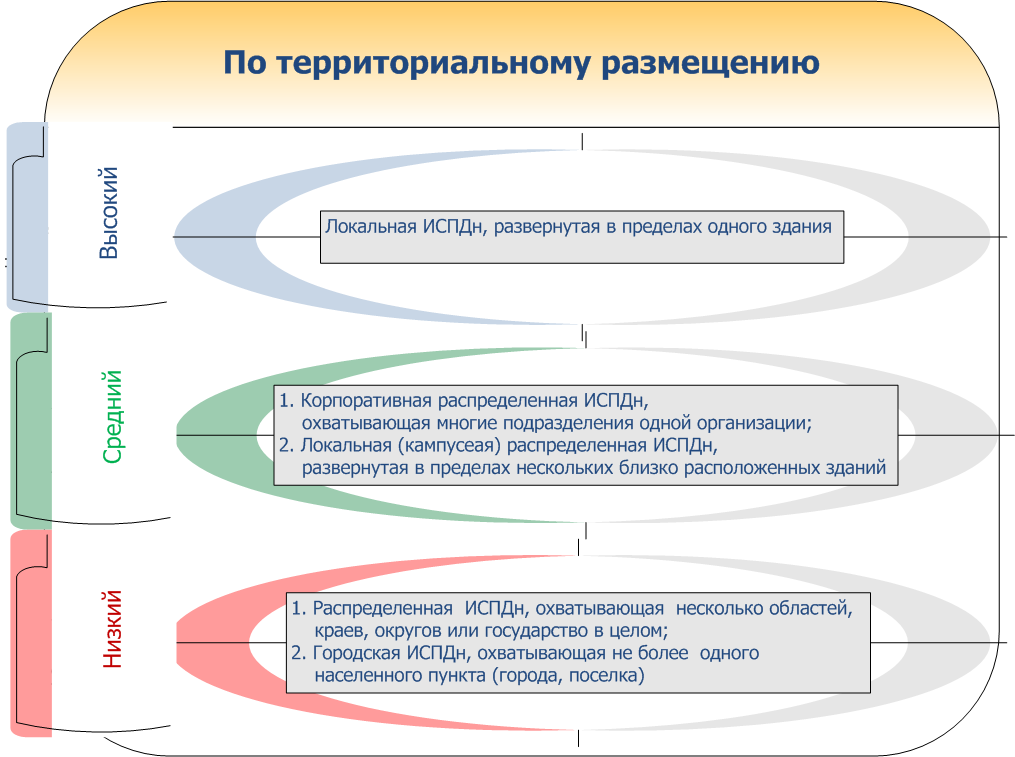 По территориальному размещению
Высокий
Локальная ИСПДн, развернутая в пределах одного здания
Средний
1. Корпоративная распределенная ИСПДн,
охватывающая многие подразделения одной организации;
2. Локальная (кампусеая) распределенная ИСПДн,
развернутая в пределах нескольких близко расположенных зданий
Низкий
1. Распределенная ИСПДн, охватывающая несколько областей,
краев, округов или государство в целом;
2. Городская ИСПДн, охватывающая не более одного
населенного пункта (города, поселка)